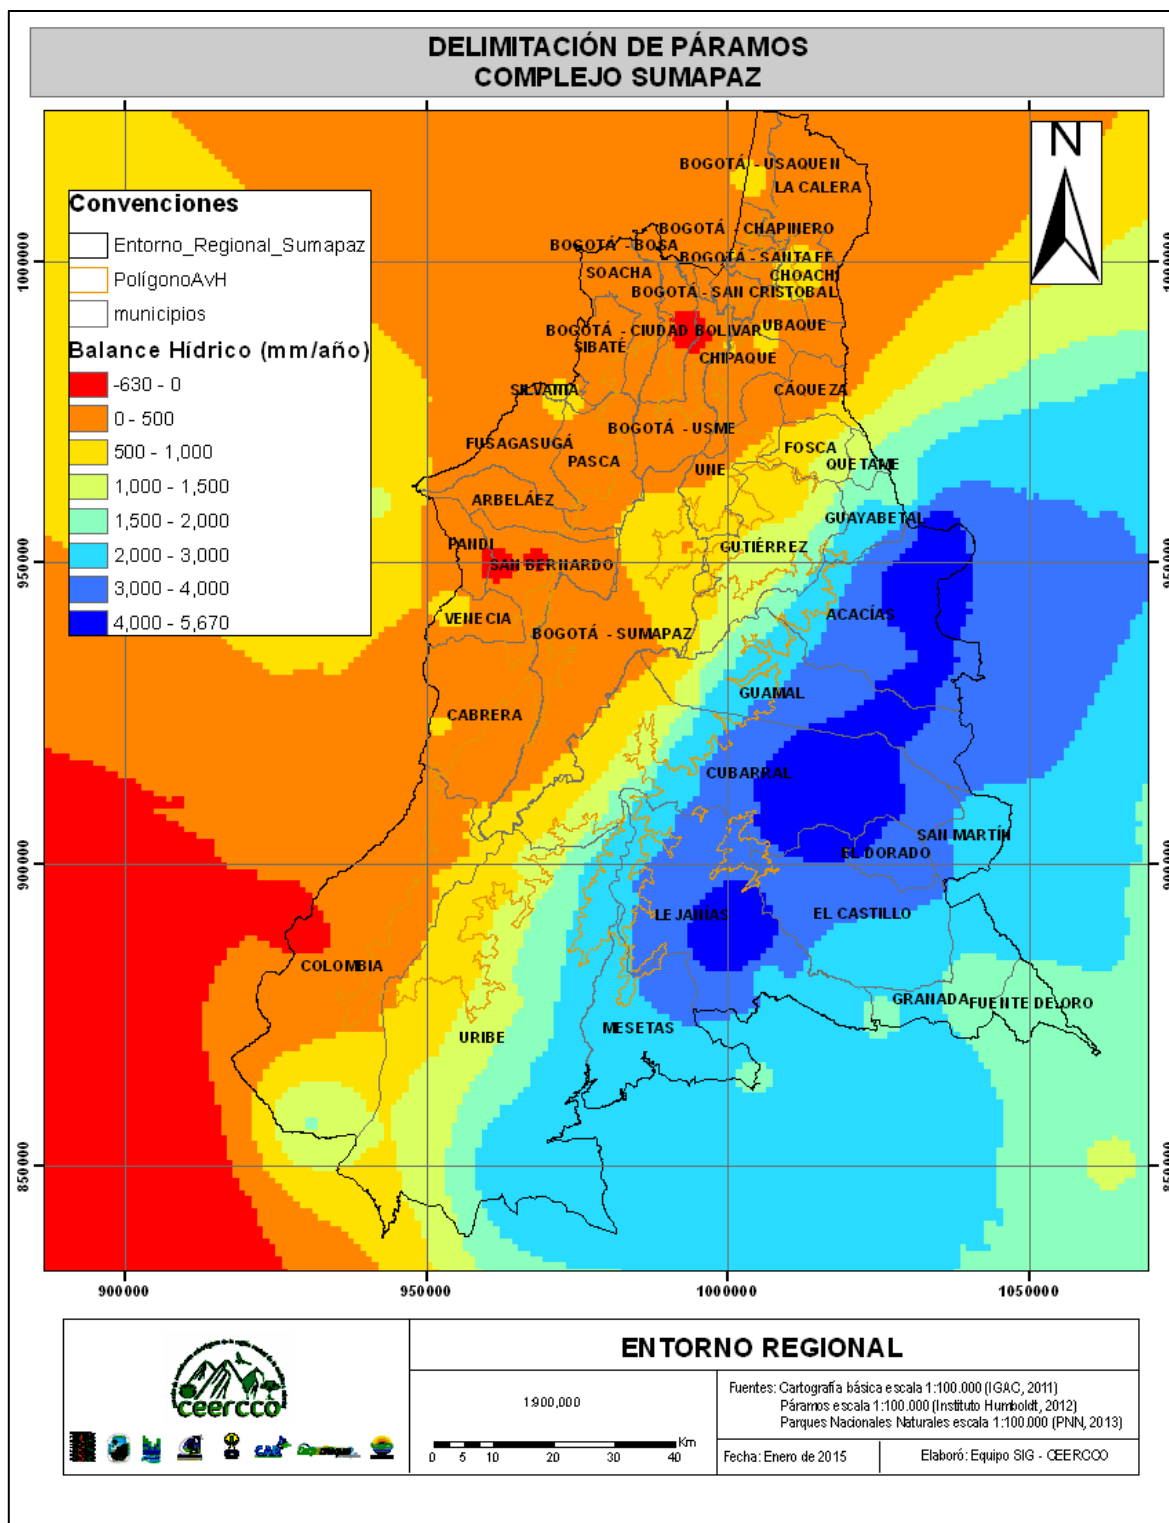 DELIMITACIÓN DE PÁRAMOS
COMPLEJO SUMAPAZ
N
Convenciones
Entorno_Regional_Sumapaz
PolígonoAvH
municipios
Balance Hídrico (mm/año)
-630 - 0
0 - 500
500 - 1,000
1,000 - 1,500
1,500 - 2,000
2,000 - 3,000
3,000 - 4,000
4,000 - 5,670
BOGOTÁ - USAQUEN
LA CALERA
BOGOTÁ - CHAPINERO
BOGOTÁ - BOSA
BOGOTÁ - SANTA FE
SOACHA
CHOACHI
BOGOTÁ - SAN CRISTOBAL
BOGOTÁ - CIUDAD BOLIVAR
UBAQUE
SIBATÉ
CHIPAQUE
CÁQUEZA
BOGOTÁ - USME
FUSAGASUGÁ
FOSCA
PASCA
UNE
QUETAME
ARBELÁEZ
GUAYABETAL
PANDI
GUTIÉRREZ
SAN BERNARDO
ACACÍAS
VENECIA
BOGOTÁ - SUMAPAZ
GUAMAL
CABRERA
CUBARRAL
SAN MARTÍN
EL DORADO
LEJANÍAS
EL CASTILLO
COLOMBIA
GRANADA
FUENTE DE ORO
URIBE
MESETAS
1000000
950000
900000
850000
1000000
950000
900000
850000
900000
950000
1000000
1050000
ceercco
CAR
ENTORNO REGIONAL
1:900,000
Km
0 5 10 20 30 40
Fuentes: Cartografía básica escala 1:100.000 (IGAC, 2011)
Páramos escala 1:100.000 (Instituto Humboldt, 2012)
Parques Nacionales Naturales escala 1:100.000 (PNN, 2013)
Fecha: Enero de 2015
Elaboró: Equipo SIG - CEERCCO